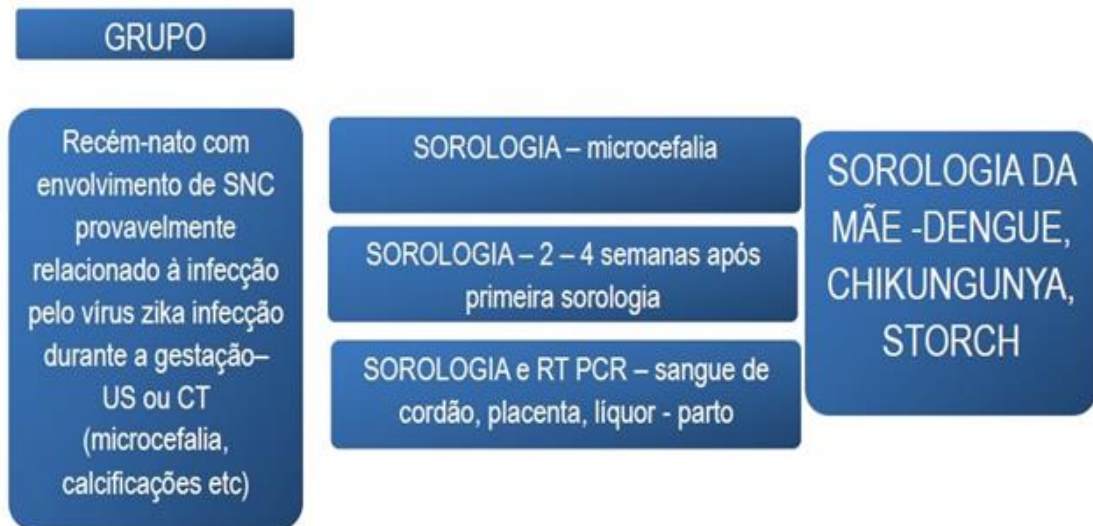 GRUPO
Recém-nato com
envolvimento de SNC
provavelmente
relacionado à infecção
pelo vírus zika infecção
durante a gestação–
US ou CT
(microcefalia,
calcificações etc)
SOROLOGIA – microcefalia
SOROLOGIA – 2 – 4 semanas após
primeira sorologia
SOROLOGIA e RT PCR – sangue de
cordão, placenta, líquor - parto
SOROLOGIA DA
MÃE -DENGUE,
CHIKUNGUNYA,
STORCH